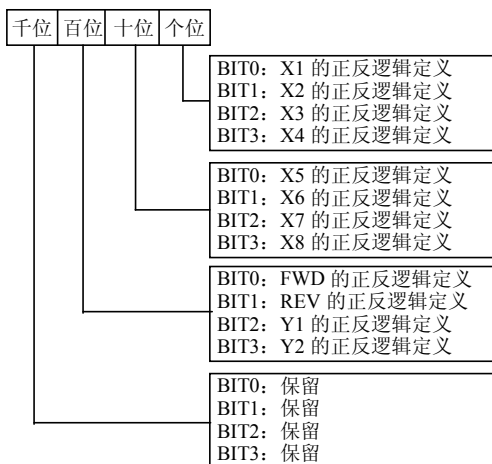 千位 百位 十位 个位
BIT0：X1 的正反逻辑定义
BIT1：X2 的正反逻辑定义
BIT2：X3 的正反逻辑定义
BIT3：X4 的正反逻辑定义
BIT0：X5 的正反逻辑定义
BIT1：X6 的正反逻辑定义
BIT2：X7 的正反逻辑定义
BIT3：X8 的正反逻辑定义
BIT0：FWD 的正反逻辑定义
BIT1：REV 的正反逻辑定义
BIT2：Y1 的正反逻辑定义
BIT3：Y2 的正反逻辑定义
BIT0：保留
BIT1：保留
BIT2：保留
BIT3：保留